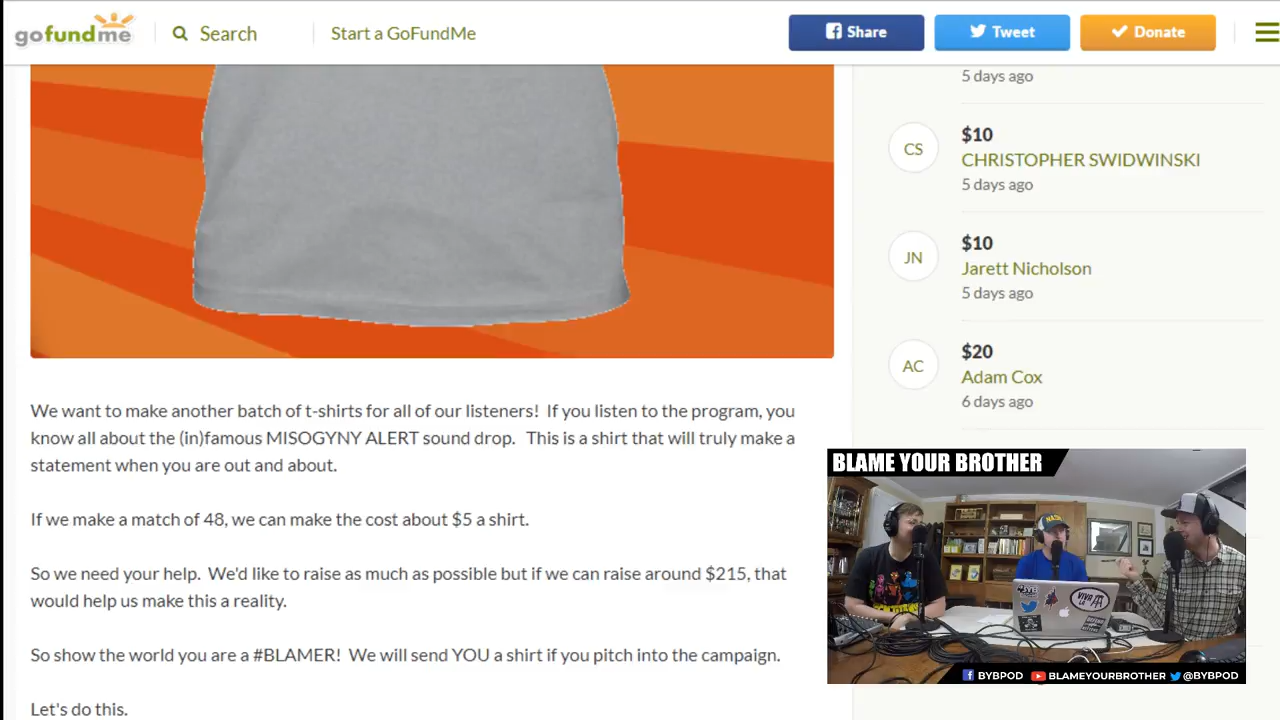 gofundme
Search
Start a GoFundMe
Share
Tweet
Donate
5 days ago
CS
$10
CHRISTOPHER SWIDWINSKI
5 days ago
JN
$10
Jarett Nicholson
5 days ago
AC
$20
Adam Cox
6 days ago
We want to make another batch of t-shirts for all of our listeners!  If you listen to the program, you
know all about the (in)famous MISOGYNY ALERT sound drop.   This is a shirt that will truly make a
statement when you are out and about.
If we make a match of 48, we can make the cost about $5 a shirt.
So we need your help.  We'd like to raise as much as possible but if we can raise around $215, that
would help us make this a reality.
So show the world you are a #BLAMER!  We will send YOU a shirt if you pitch into the campaign.
Let's do this.
BLAME YOUR BROTHER
VIVA
BYBPOD
BLAMEYOURBROTHER
@BYBPOD